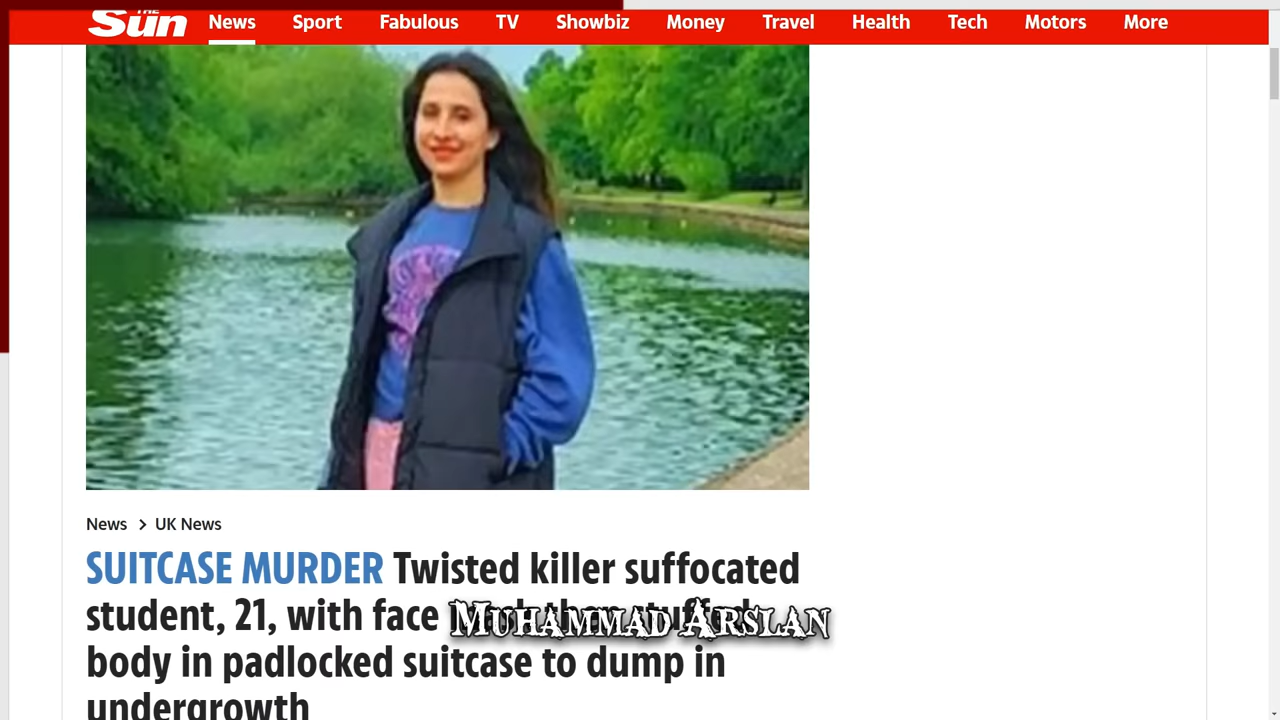 THE
Sun
News Sport Fabulous TV Showbiz Money Travel Health Tech Motors More
News > UK News
SUITCASE MURDER Twisted killer suffocated
student, 21, with face
MUHAMMAD ARSLAN
body in padlocked suitcase to dump in
undergrowth